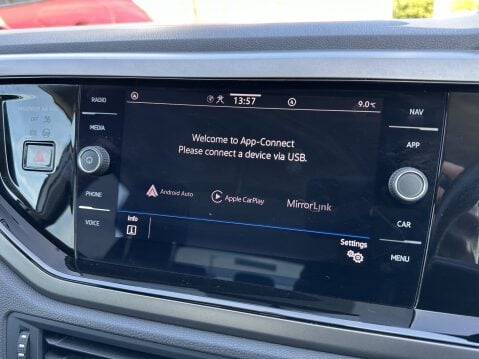 RADIO
MEDIA
PHONE
VOICE
13:57
9.0°C
Welcome to App-Connect
Please connect a device via USB.
Android Auto
Apple CarPlay
MirrorLink
Info
Settings
NAV
APP
CAR
MENU
OFF